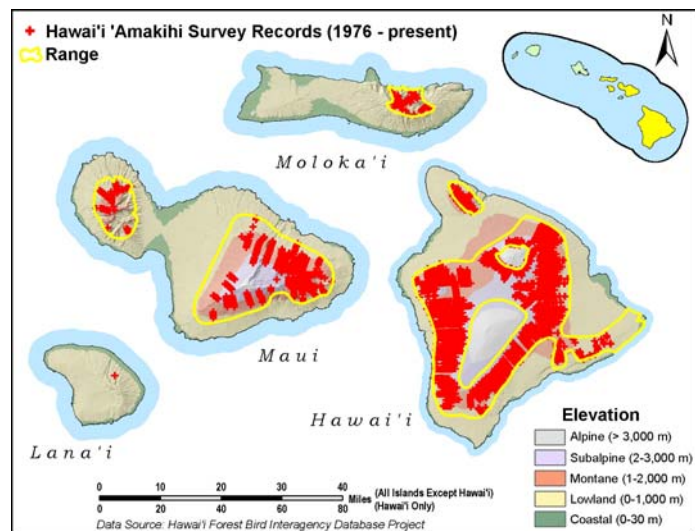 Hawai'i 'Amakihi Survey Records (1976 - present)
Range
N
Moloka'i
Maui
Lana'i
Hawai'i
Elevation
Alpine (> 3,000 m)
Subalpine (2-3,000 m)
Montane (1-2,000 m)
Lowland (0-1,000 m)
Coastal (0-30 m)
0 10 20 30 40 (All Islands Except Hawai'i)
Miles
0 20 40 60 80 (Hawai'i Only)
Data Source: Hawai'i Forest Bird Interagency Database Project